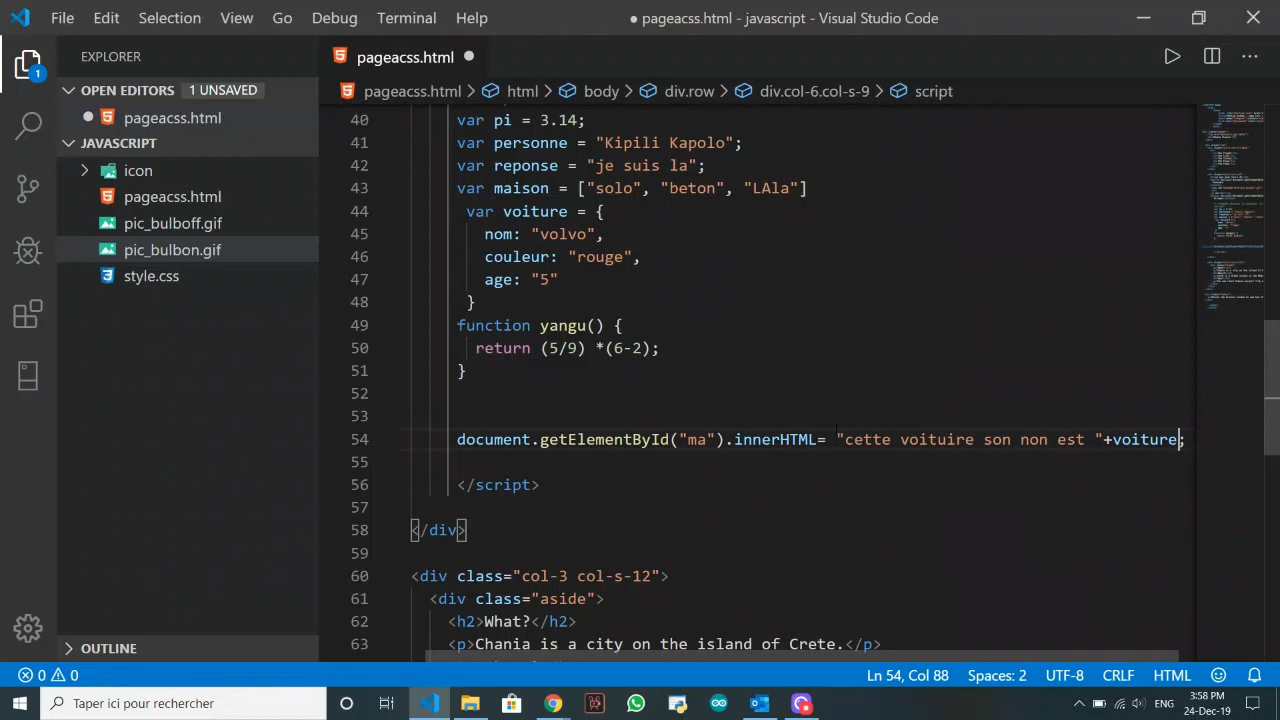 File Edit Selection View Go Debug Terminal Help ● pageacss.html - javascript - Visual Studio Code
EXPLORER
OPEN EDITORS 1 UNSAVED
pageacss.html
JAVASCRIPT
icon
pageacss.html
pic_bulboff.gif
pic_bulbon.gif
style.css
OUTLINE
1
pageacss.html
pageacss.html > html > body > div.row > div.col-6.col-s-9 > script
40 var pi = 3.14;
41 var personne = "Kipili Kapolo";
42 var reponse = "je suis la";
43 var maison = ["solo", "beton", "LAla"]
44 var voiture = {
45 nom: "volvo",
46 couleur: "rouge",
47 age: "5"
48 }
49 function yangu() {
50 return (5/9) *(6-2);
51 }
52
53
54 document.getElementById("ma").innerHTML= "cette voituire son non est "+voiture;
55
56 </script>
57
58 </div>
59
60 <div class="col-3 col-s-12">
61 <div class="aside">
62 <h2>What?</h2>
63 <p>Chania is a city on the island of Crete.</p>
0 0 Ln 54, Col 88 Spaces: 2 UTF-8 CRLF HTML
Taper ici pour rechercher
ENG
3:58 PM
24-Dec-19